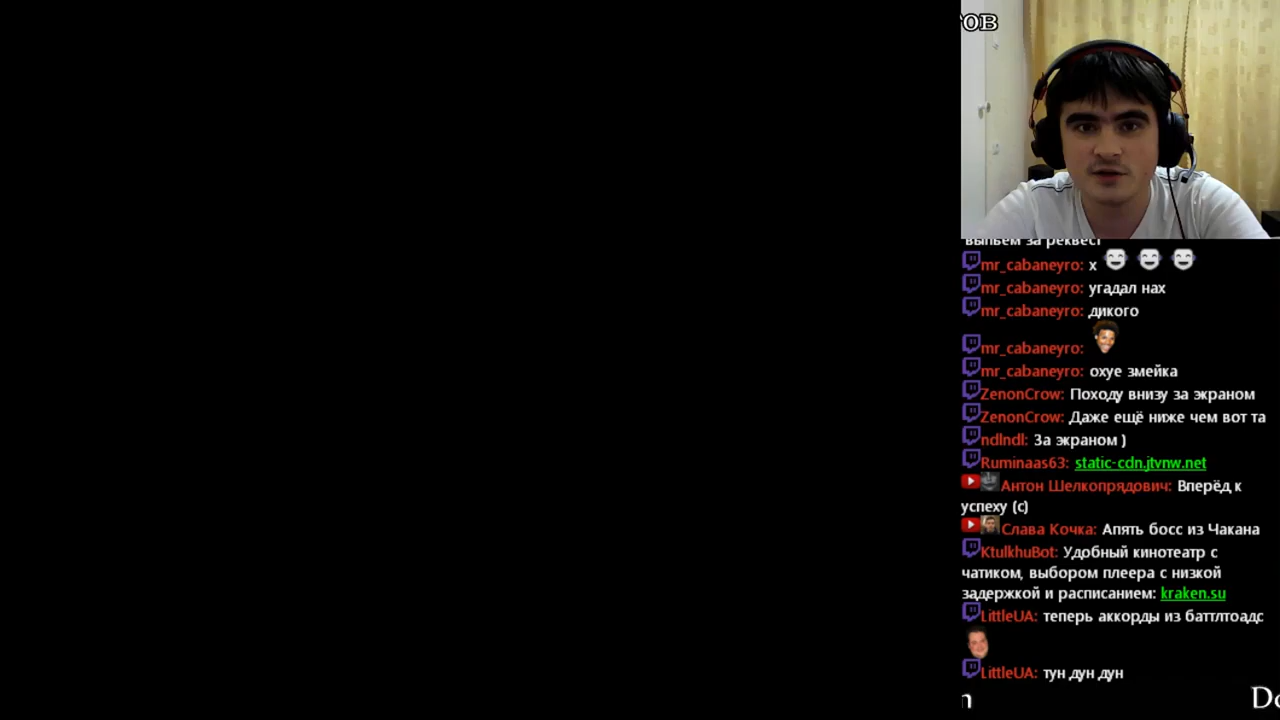 ов
выпьем за реквест
mr_cabaneyro: х
mr_cabaneyro: угадал нах
mr_cabaneyro: дикого
mr_cabaneyro:
mr_cabaneyro: охуе змейка
ZenonCrow: Походу внизу за экраном
ZenonCrow: Даже ещё ниже чем вот та
ndlndl: За экраном )
Ruminaas63: static-cdn.jtvnw.net
Антон Шелкопрядович: Вперёд к
успеху (с)
Слава Кочка: Апять босс из Чакана
KtulkhuBot: Удобный кинотеатр с
чатиком, выбором плеера с низкой
задержкой и расписанием: kraken.su
LittleUA: теперь аккорды из баттлтоадс
LittleUA: тун дун дун